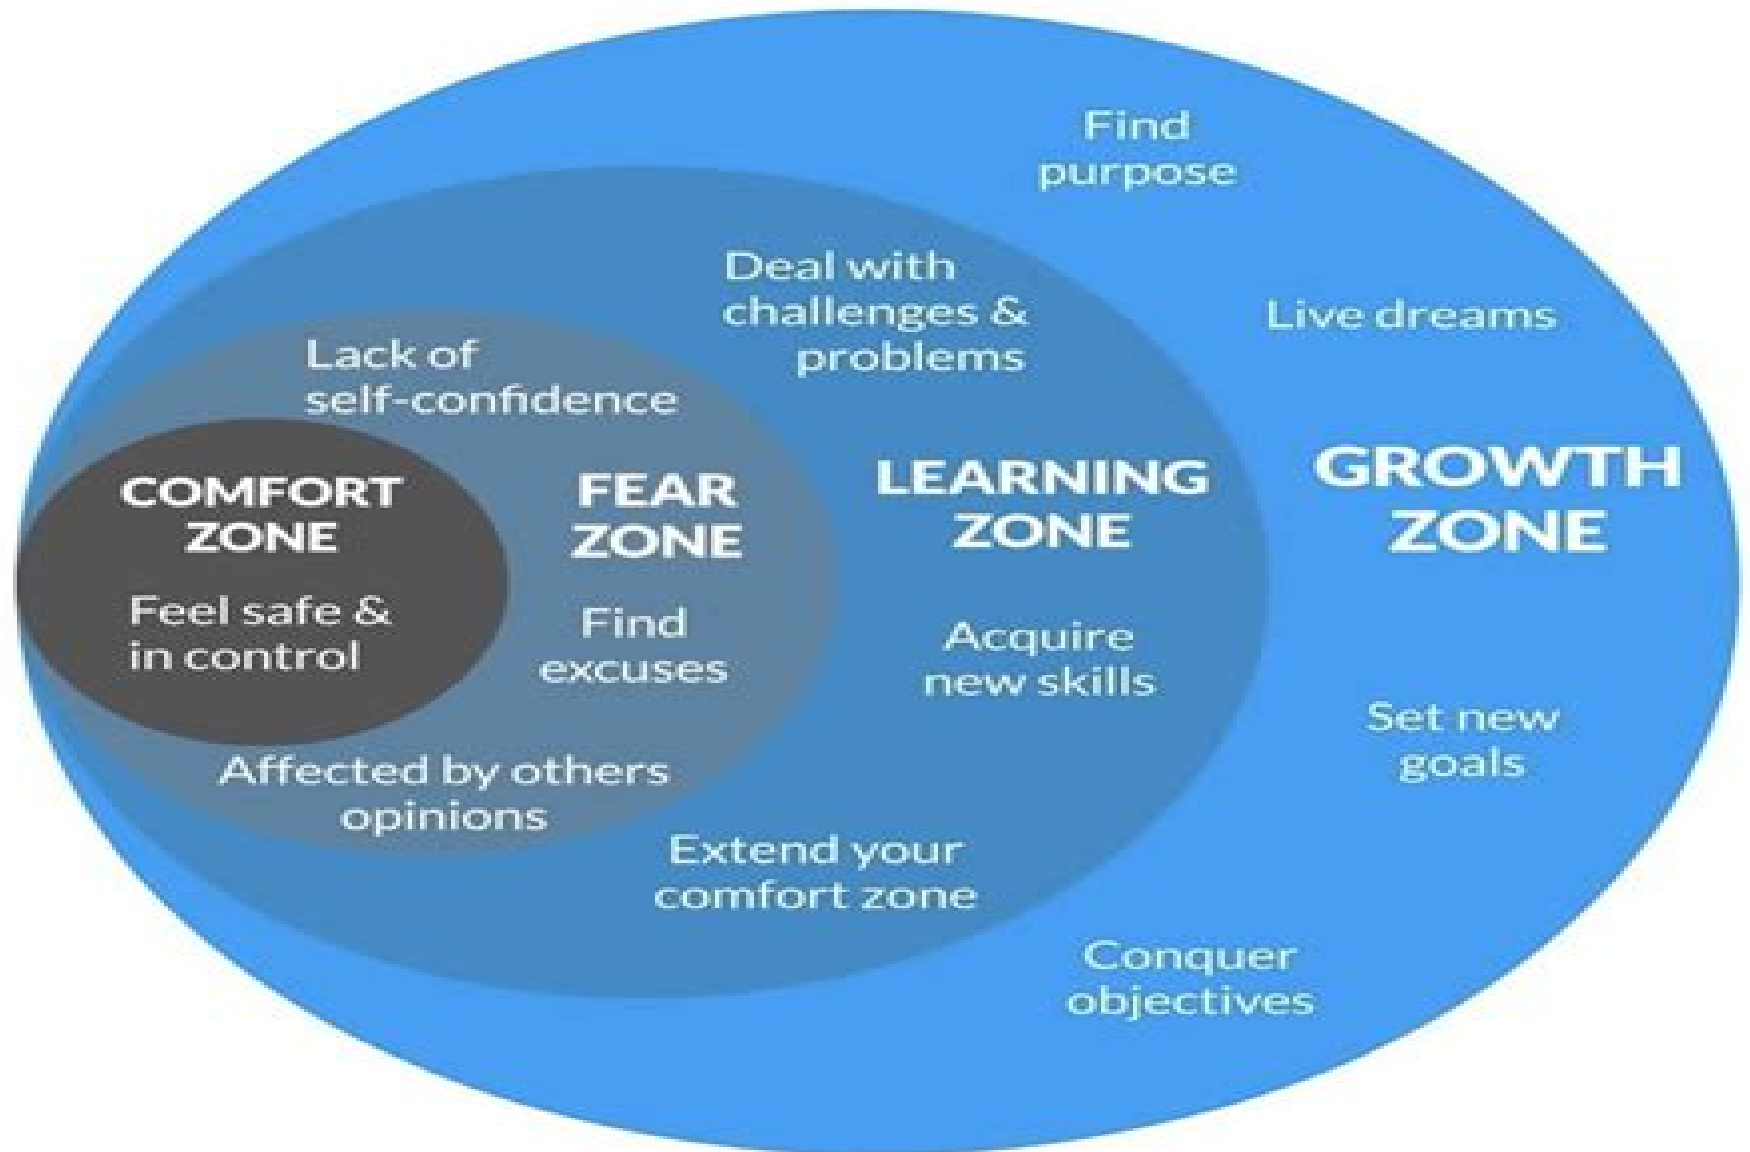 COMFORT
ZONE
Feel safe &
in control
Lack of
self-confidence
FEAR
ZONE
Find
excuses
Affected by others
opinions
Deal with
challenges &
problems
LEARNING
ZONE
Acquire
new skills
Extend your
comfort zone
Find
purpose
Live dreams
GROWTH
ZONE
Set new
goals
Conquer
objectives